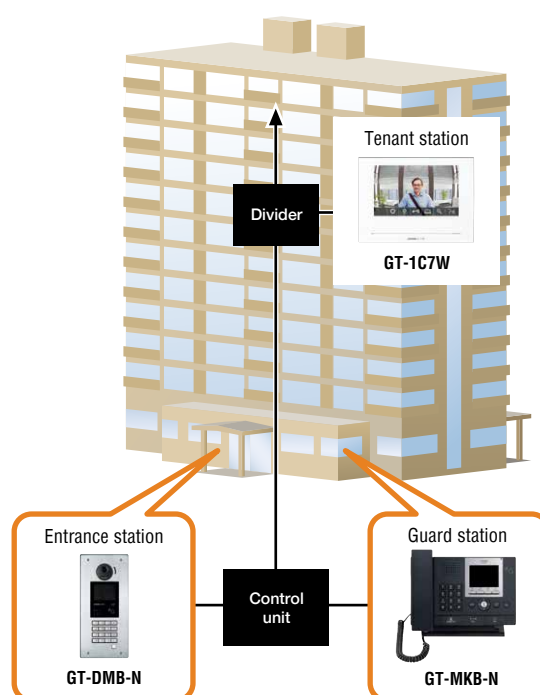 Tenant station
Divider
GT-1C7W
Entrance station
GT-DMB-N
Control
unit
Guard station
GT-MKB-N